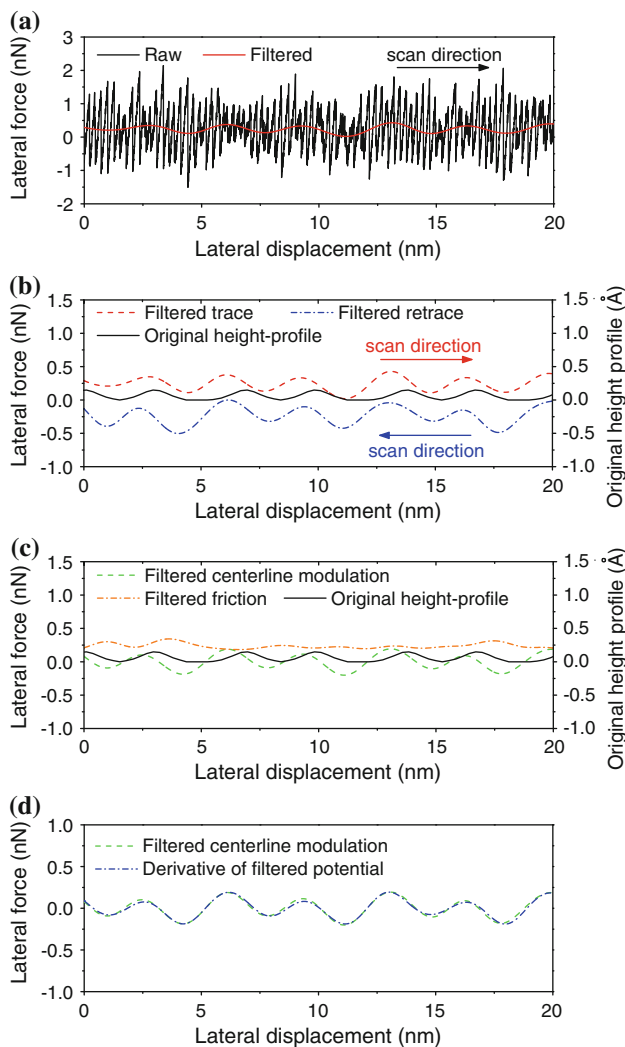 (a)
Lateral force (nN)
3
2
1
0
-1
-2
Raw
Filtered
scan direction
0
5
10
15
20
Lateral displacement (nm)
(b)
Lateral force (nN)
1.5
1.0
0.5
0.0
-0.5
-1.0
Filtered trace
Filtered retrace
Original height-profile
scan direction
scan direction
1.5
1.0
0.5
0.0
-0.5
-1.0
Original height profile (Å)
0
5
10
15
20
Lateral displacement (nm)
(c)
Lateral force (nN)
1.5
1.0
0.5
0.0
-0.5
-1.0
Filtered centerline modulation
Filtered friction
Original height-profile
1.5
1.0
0.5
0.0
-0.5
-1.0
Original height profile (Å)
0
5
10
15
20
Lateral displacement (nm)
(d)
Lateral force (nN)
1.0
0.5
0.0
-0.5
-1.0
Filtered centerline modulation
Derivative of filtered potential
0
5
10
15
20
Lateral displacement (nm)